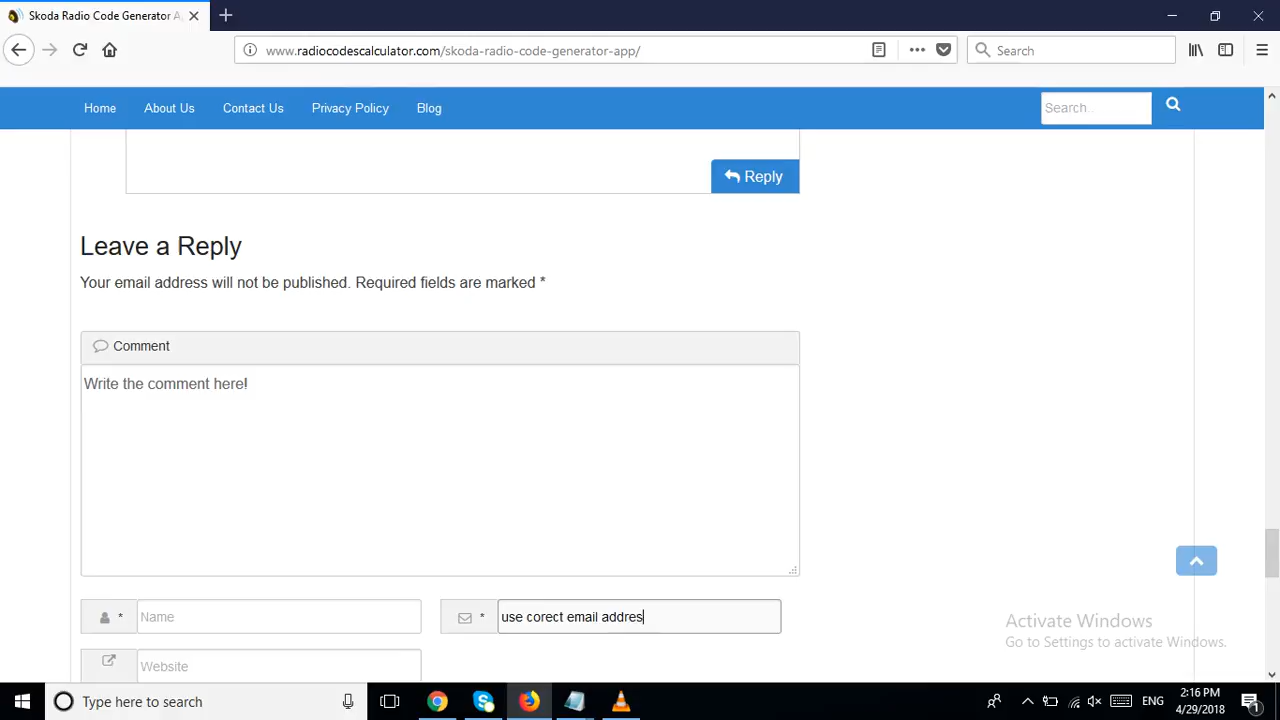 Skoda Radio Code Generator A
www.radiocodescalculator.com/skoda-radio-code-generator-app/
Search
Home About Us Contact Us Privacy Policy Blog
Search..
Reply
Leave a Reply
Your email address will not be published. Required fields are marked *
Comment
Write the comment here!
* Name
* use corect email addres
Website
Activate Windows
Go to Settings to activate Windows.
Type here to search
ENG
2:16 PM
4/29/2018
1